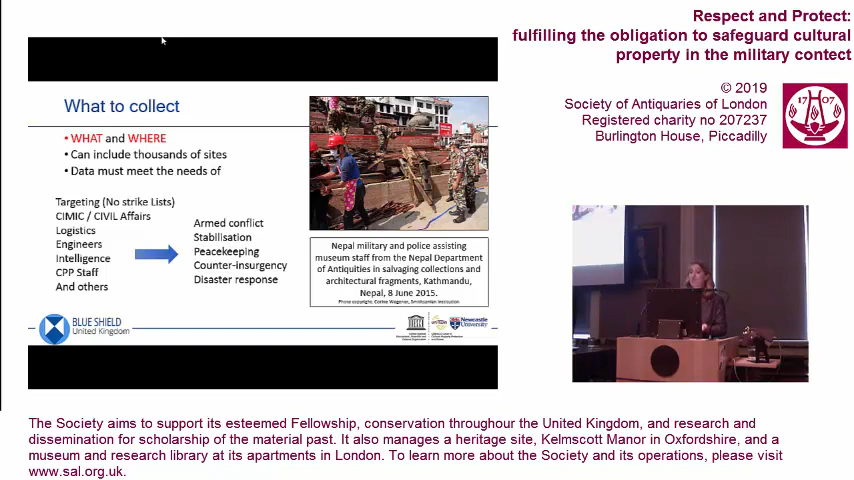 Respect and Protect:
fulfilling the obligation to safeguard cultural
property in the military contect
© 2019
Society of Antiquaries of London
Registered charity no 207237
Burlington House, Piccadilly
17 07
What to collect
• WHAT and WHERE
• Can include thousands of sites
• Data must meet the needs of
Targeting (No strike Lists)
CIMIC / CIVIL Affairs
Logistics
Engineers
Intelligence
CPP Staff
And others
Armed conflict
Stabilisation
Peacekeeping
Counter-insurgency
Disaster response
Nepal military and police assisting
museum staff from the Nepal Department
of Antiquities in salvaging collections and
architectural fragments, Kathmandu,
Nepal, 8 June 2015.
Photo copyright: Corine Wegener, Smithsonian Institution
BLUE SHIELD
United Kingdom
Newcastle
University
The Society aims to support its esteemed Fellowship, conservation throughour the United Kingdom, and research and
dissemination for scholarship of the material past. It also manages a heritage site, Kelmscott Manor in Oxfordshire, and a
museum and research library at its apartments in London. To learn more about the Society and its operations, please visit
www.sal.org.uk.